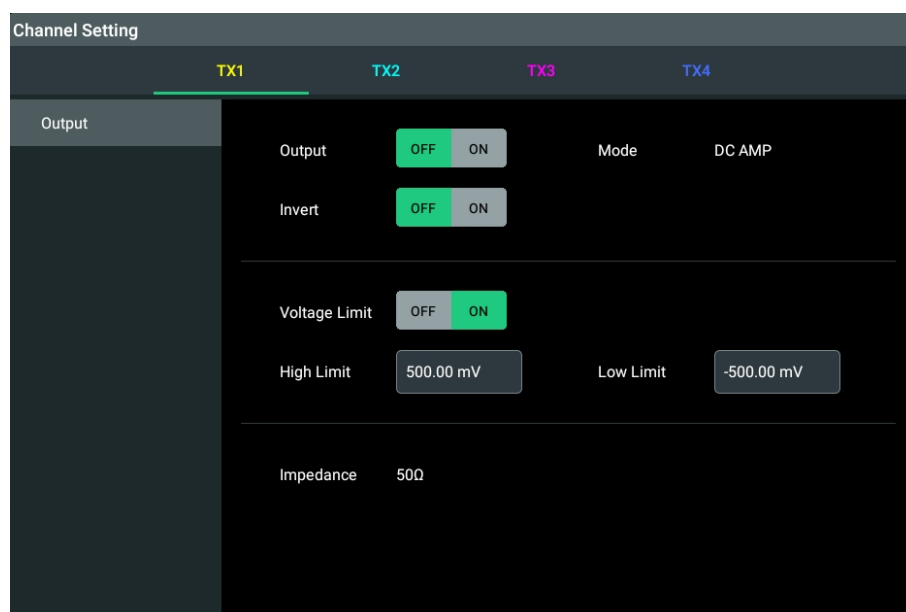 Channel Setting
TX1 TX2 TX3 TX4
Output
Output OFF ON Mode DC AMP
Invert OFF ON
Voltage Limit OFF ON
High Limit 500.00 mV Low Limit -500.00 mV
Impedance 50Ω